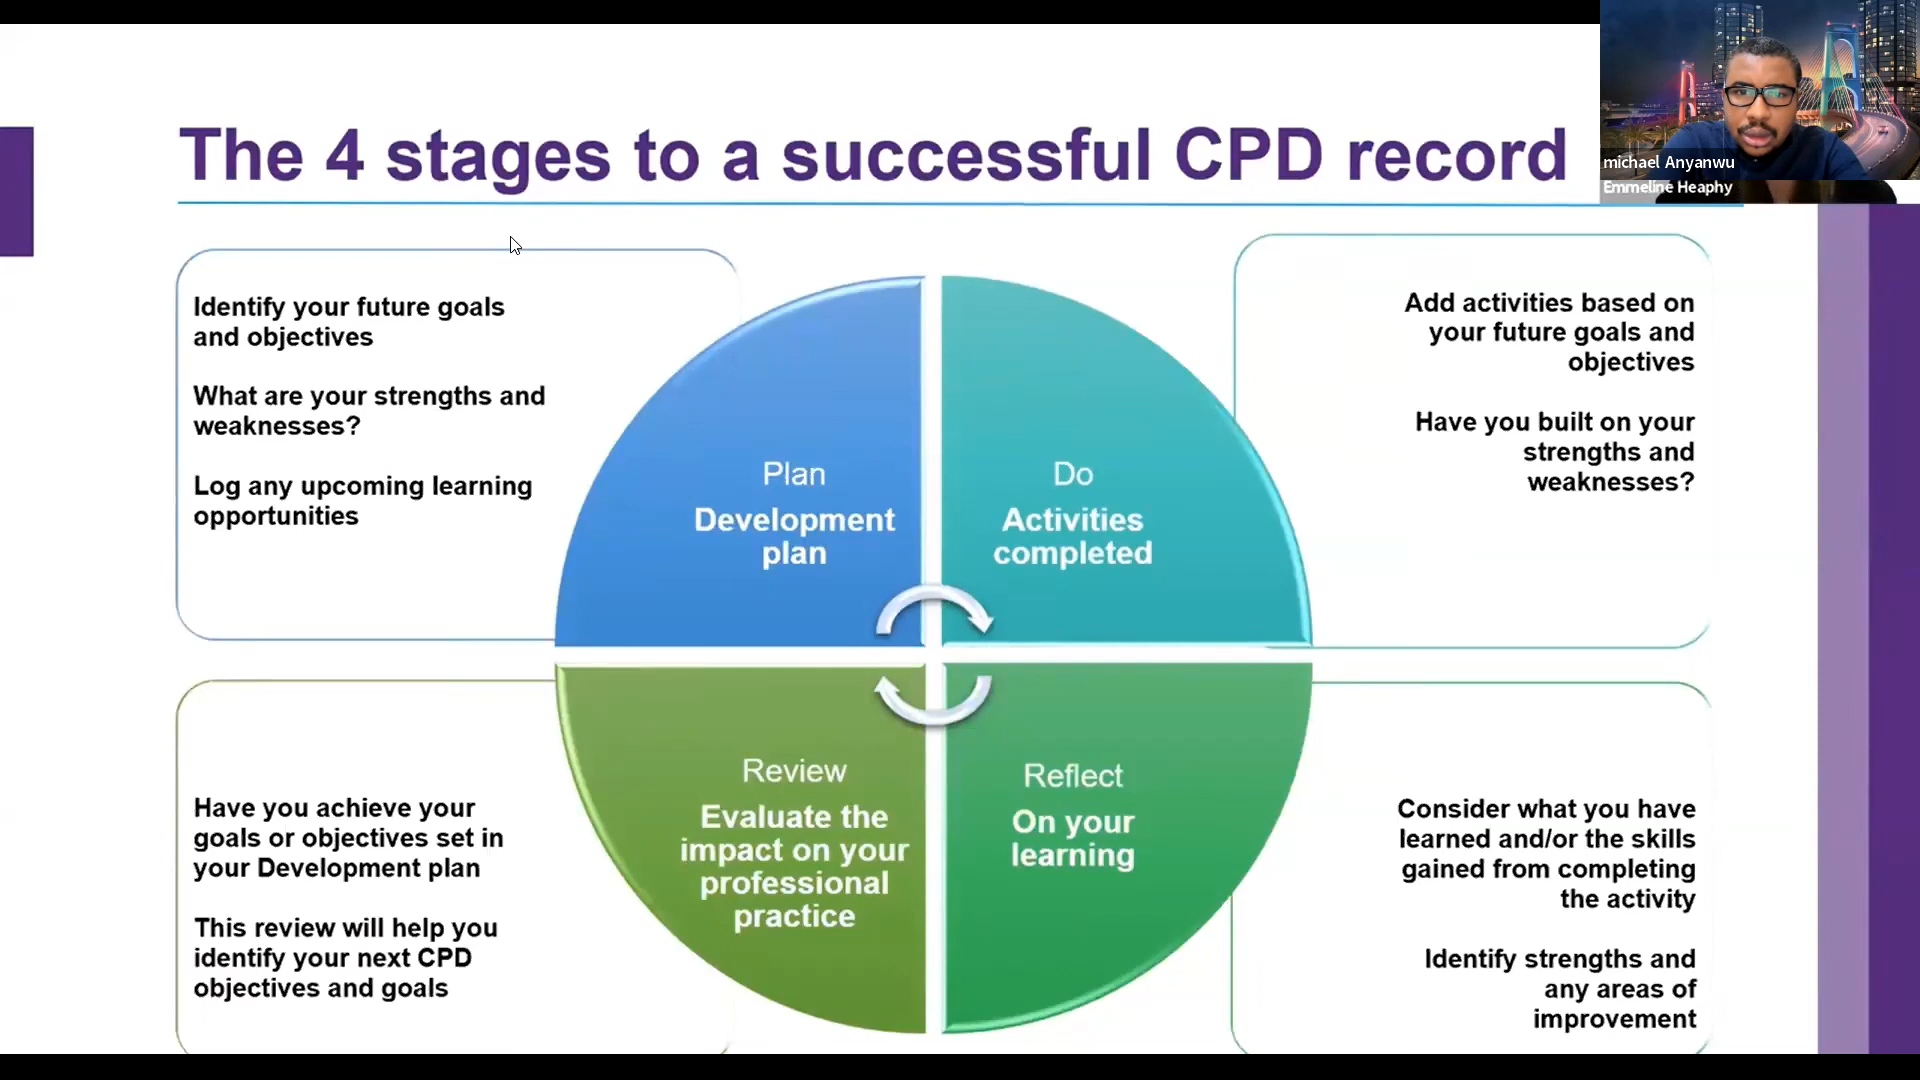 The 4 stages to a successful CPD record
michael Anyanwu
Emmeline Heaphy
Identify your future goals
and objectives
What are your strengths and
weaknesses?
Log any upcoming learning
opportunities
Plan
Development
plan
Do
Activities
completed
Add activities based on
your future goals and
objectives
Have you built on your
strengths and
weaknesses?
Have you achieve your
goals or objectives set in
your Development plan
This review will help you
identify your next CPD
objectives and goals
Review
Evaluate the
impact on your
professional
practice
Reflect
On your
learning
Consider what you have
learned and/or the skills
gained from completing
the activity
Identify strengths and
any areas of
improvement